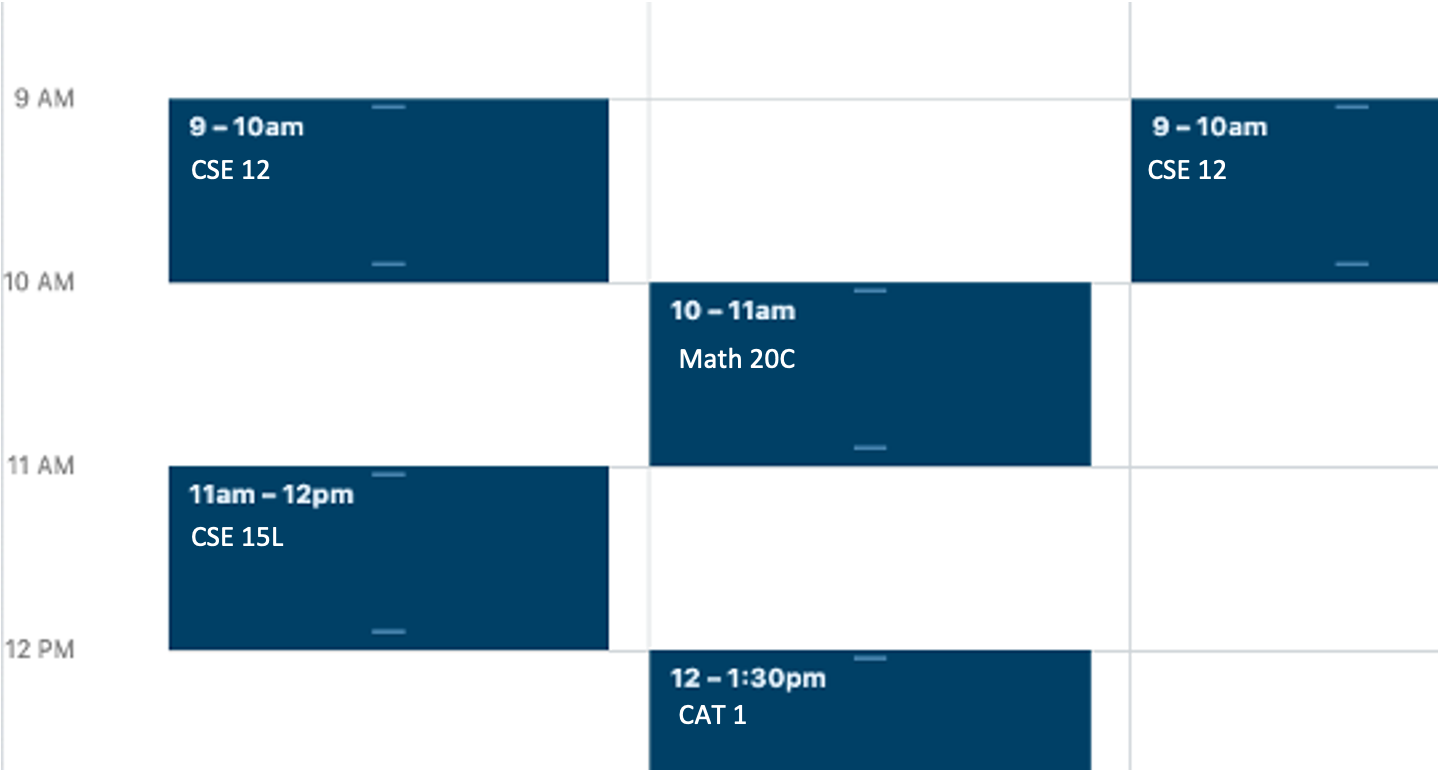 9 AM
9 – 10am
CSE 12
9 – 10am
CSE 12
10 AM
10 – 11am
Math 20C
11 AM
11am – 12pm
CSE 15L
12 PM
12 – 1:30pm
CAT 1